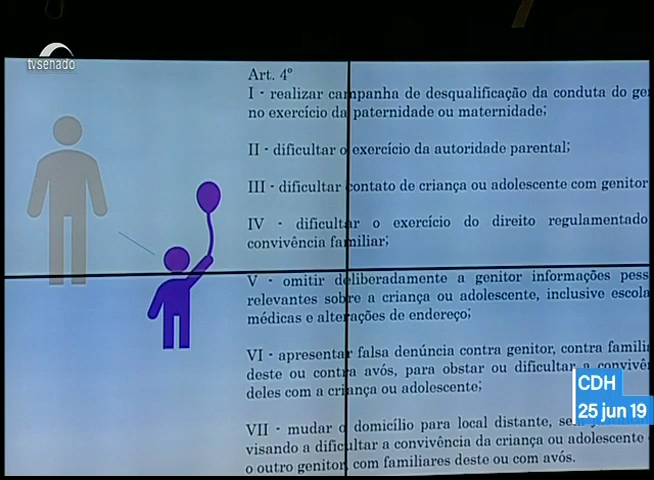 tvsenado
Art. 4º
I - realizar campanha de desqualificação da conduta do ge
no exercício da paternidade ou maternidade;
II - dificultar o exercício da autoridade parental;
III - dificultar contato de criança ou adolescente com genitor
IV - dificultar o exercício do direito regulamentado
convivência familiar;
V - omitir deliberadamente a genitor informações pess
relevantes sobre a criança ou adolescente, inclusive escola
médicas e alterações de endereço;
VI - apresentar falsa denúncia contra genitor, contra famili
deste ou contra avós, para obstar ou dificultar a convivê
deles com a criança ou adolescente;
VII - mudar o domicílio para local distante,
visando a dificultar a convivência da criança ou adolescente
o outro genitor, com familiares deste ou com avós.
CDH
25 jun 19